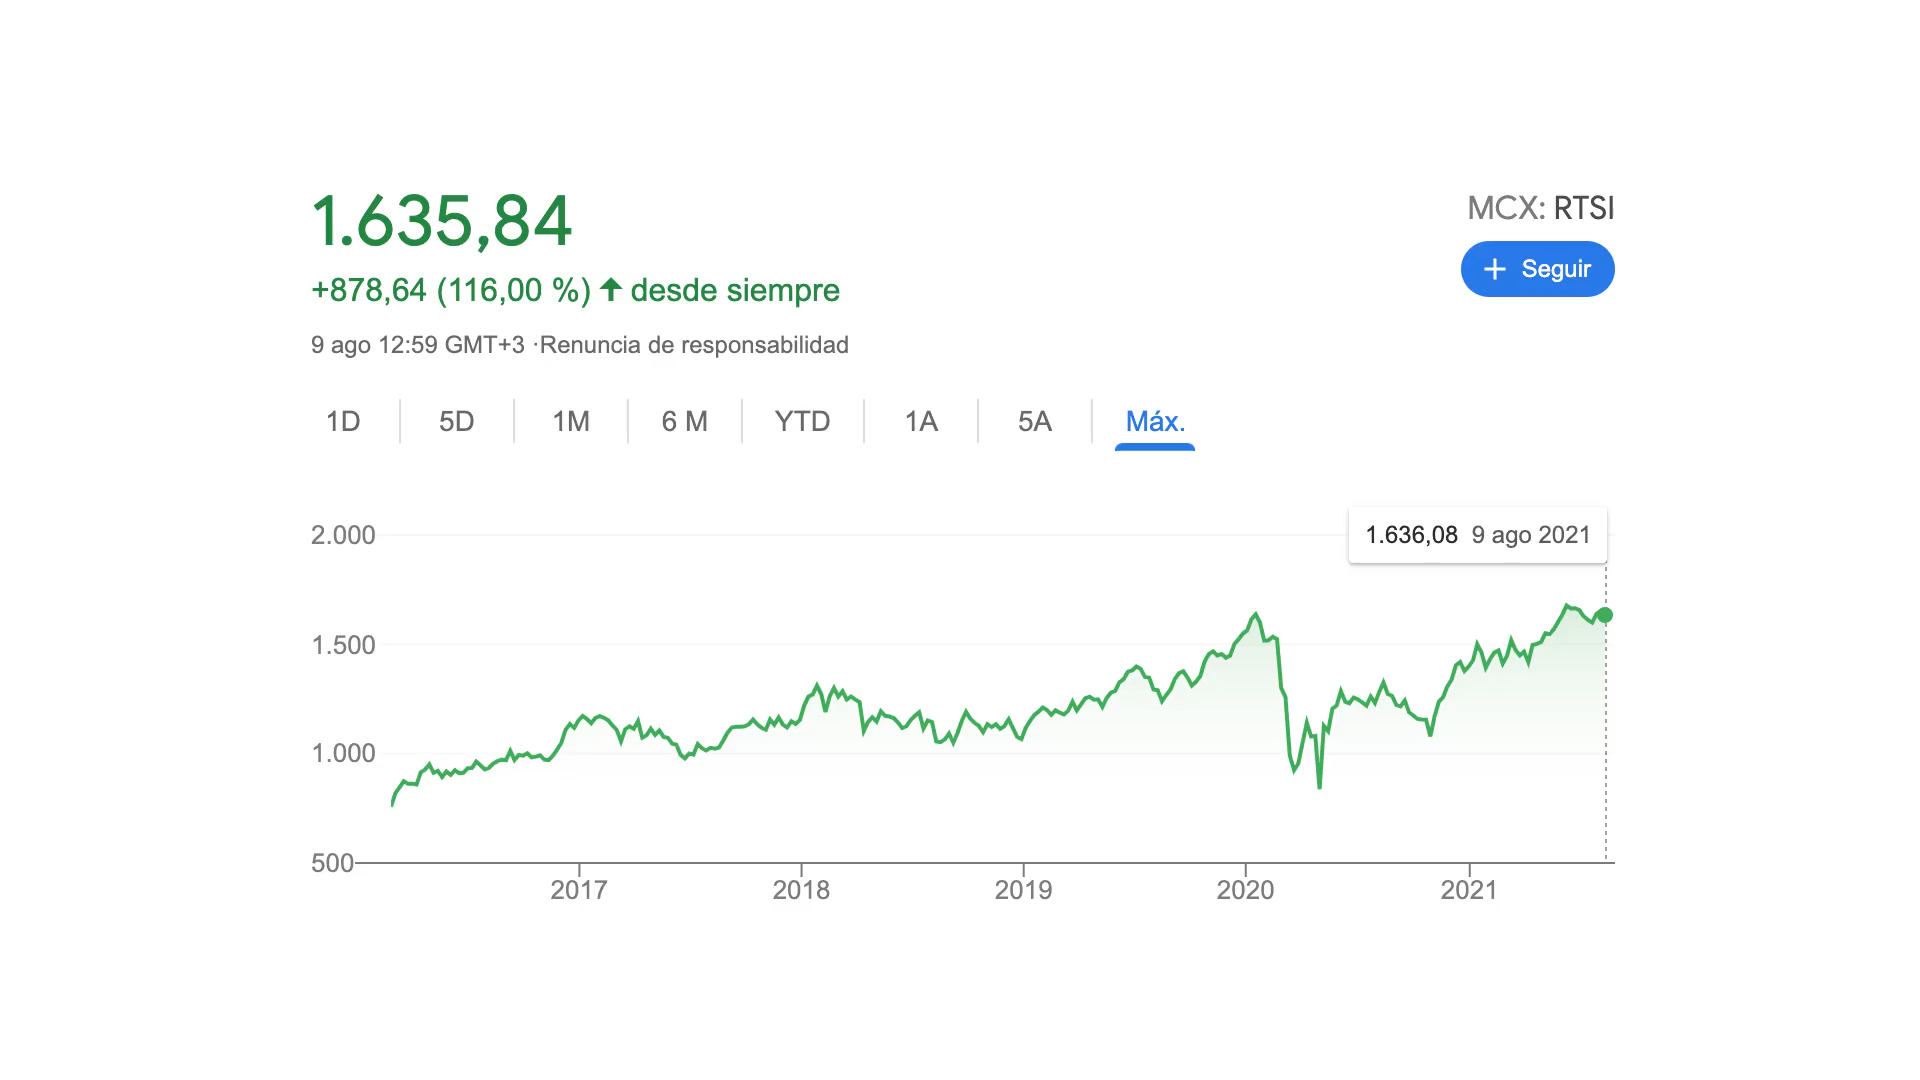 1.635,84
MCX: RTSI
+ Seguir
+878,64 (116,00 %) ↑ desde siempre
9 ago 12:59 GMT+3 ·Renuncia de responsabilidad
1D 5D 1M 6 M YTD 1A 5A Máx.
1.636,08 9 ago 2021
2.000
1.500
1.000
500
2017 2018 2019 2020 2021